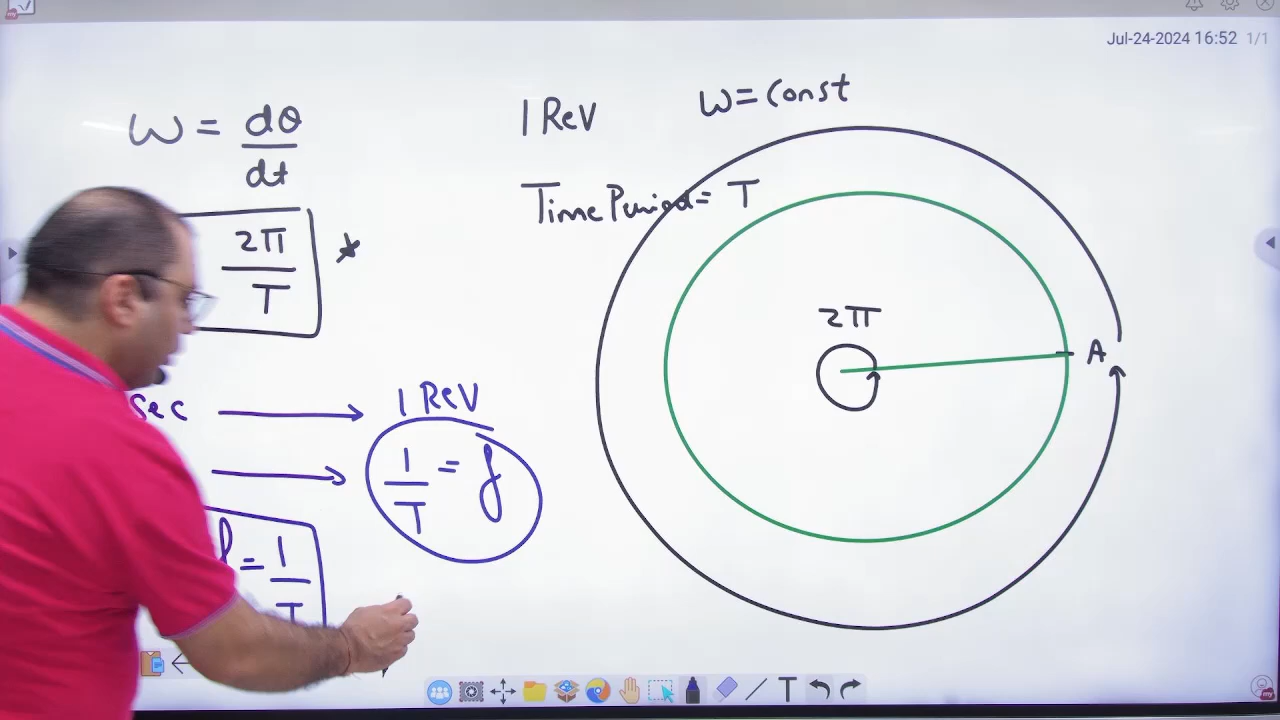 Jul-24-2024 16:52 1/1
ω = dθ/dt
2π/T
sec → 1 Rev
1/T = f
f = 1/T
1 Rev ω = Const
Time Period = T
2π
A
T